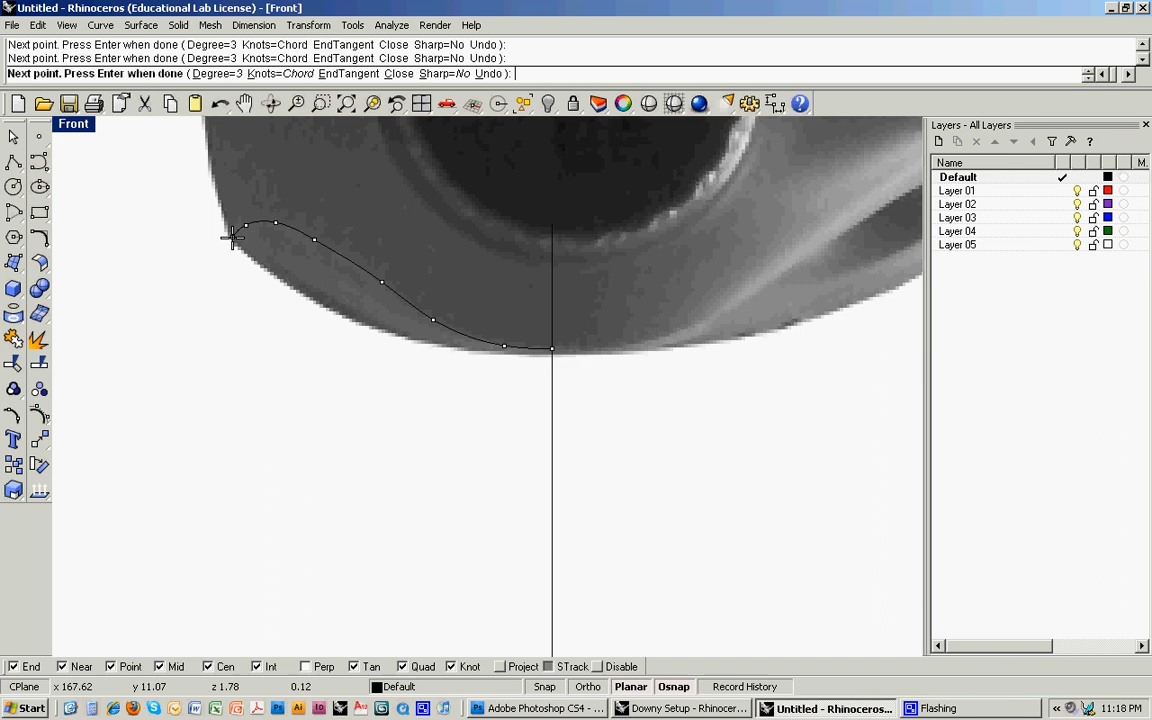 Untitled - Rhinoceros (Educational Lab License) - [Front]
File Edit View Curve Surface Solid Mesh Dimension Transform Tools Analyze Render Help
Next point. Press Enter when done ( Degree=3 Knots=Chord EndTangent Close Sharp=No Undo ):
Next point. Press Enter when done ( Degree=3 Knots=Chord EndTangent Close Sharp=No Undo ):
Next point. Press Enter when done ( Degree=3 Knots=Chord EndTangent Close Sharp=No Undo ):
Front
Layers - All Layers
Name M.
Default
Layer 01
Layer 02
Layer 03
Layer 04
Layer 05
End Near Point Mid Cen Int Perp Tan Quad Knot Project STrack Disable
CPlane x 167.62 y 11.07 z 1.78 0.12 Default Snap Ortho Planar Osnap Record History
Start Adobe Photoshop CS4 - ... Downy Setup - Rhinocer... Untitled - Rhinoceros... Flashing 11:18 PM